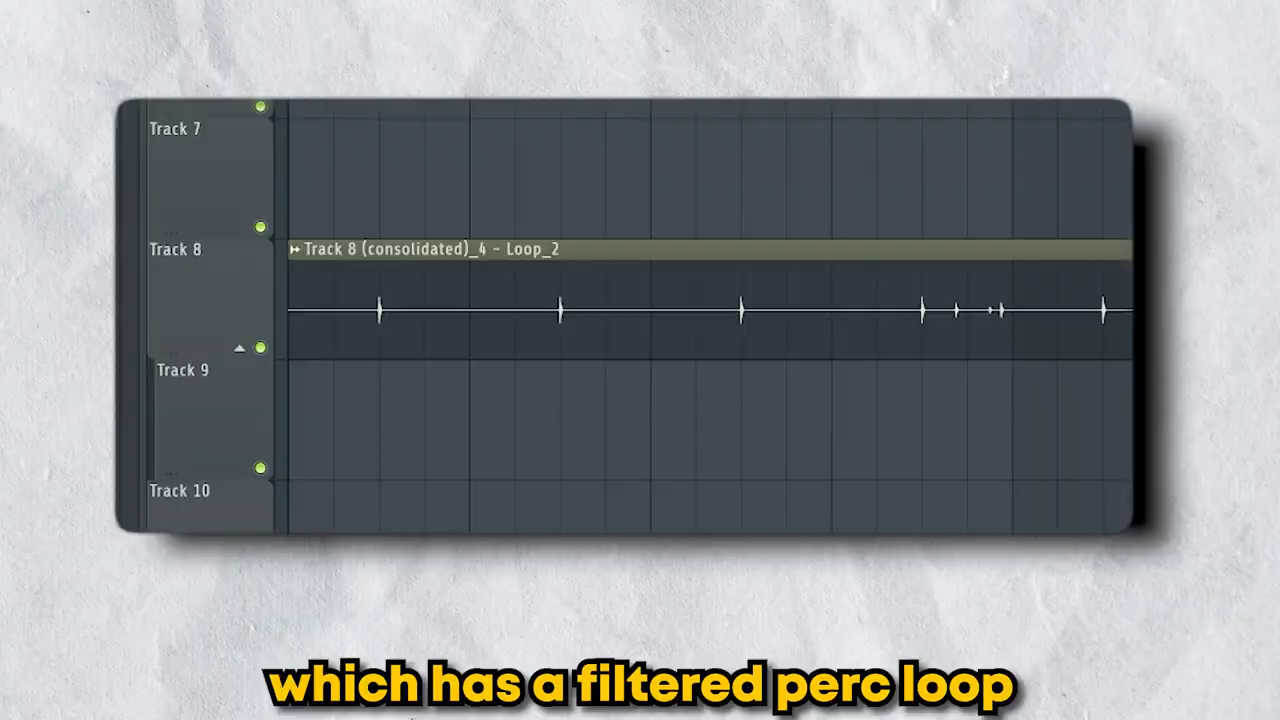 Track 7
Track 8
Track 8 (consolidated)_4 - Loop_2
Track 9
Track 10
which has a filtered perc loop